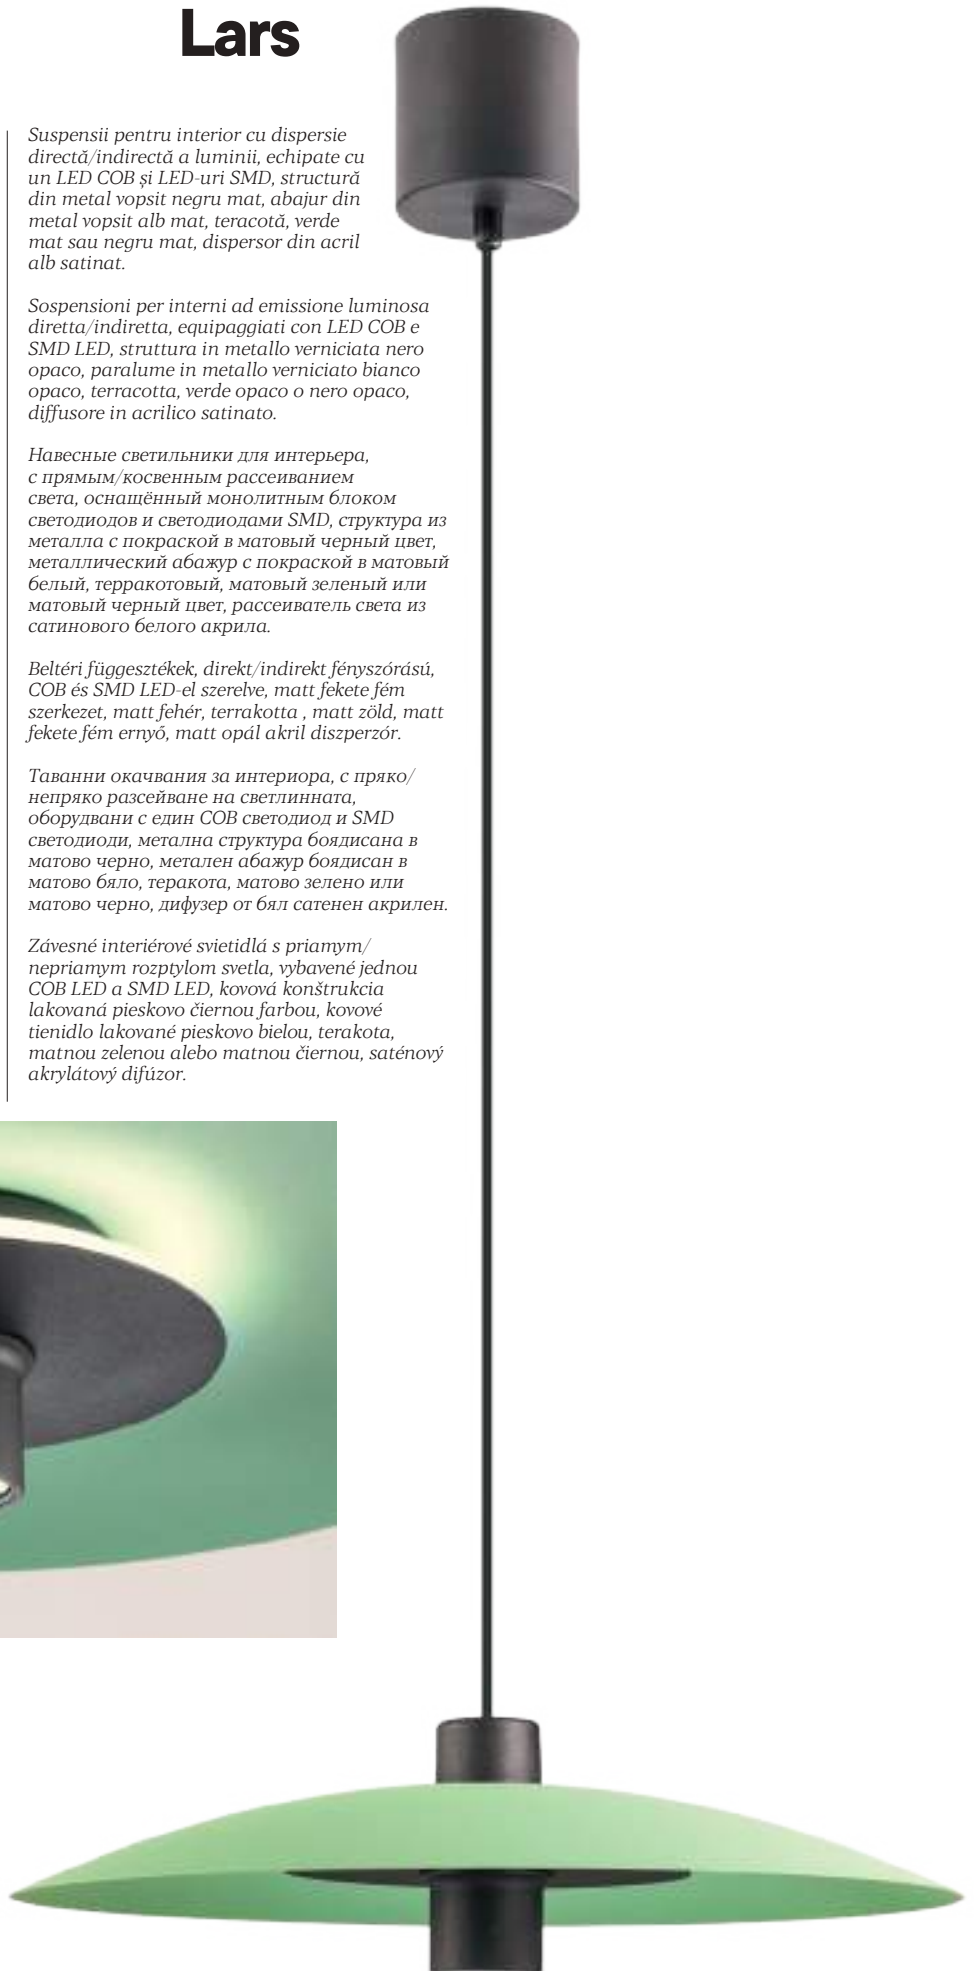 Lars
Suspensii pentru interior cu dispersie
directă/indirectă a luminii, echipate cu
un LED COB și LED-uri SMD, structură
din metal vopsit negru mat, abajur din
metal vopsit alb mat, teracotă, verde
mat sau negru mat, dispersor din acril
alb satinat.
Sospensioni per interni ad emissione luminosa
diretta/indiretta, equipaggiati con LED COB e
SMD LED, struttura in metallo verniciata nero
opaco, paralume in metallo verniciato bianco
opaco, terracotta, verde opaco o nero opaco,
diffusore in acrilico satinato.
Навесные светильники для интерьера,
с прямым/косвенным рассеиванием
света, оснащённый монолитным блоком
светодиодов и светодиодами SMD, структура из
металла с покраской в матовый черный цвет,
металлический абажур с покраской в матовый
белый, терракотовый, матовый зеленый или
матовый черный цвет, рассеиватель света из
сатинового белого акрила.
Beltéri függesztékek, direkt/indirekt fényszórású,
COB és SMD LED-el szerelve, matt fekete fém
szerkezet, matt fehér, terrakotta , matt zöld, matt
fekete fém ernyő, matt opál akril diszperzór.
Таванни окачвания за интериора, с пряко/
непряко разсейване на светлинната,
оборудвани с един COB светодиод и SMD
светодиоди, метална структура боядисана в
матово черно, метален абажур боядисан в
матово бяло, теракота, матово зелено или
матово черно, дифузер от бял сатенен акрилен.
Závesné interiérové svietidlá s priamym/
nepriamym rozptylom svetla, vybavené jednou
COB LED a SMD LED, kovová konštrukcia
lakovaná pieskovo čiernou farbou, kovové
tienidlo lakované pieskovo bielou, terakota,
matnou zelenou alebo matnou čiernou, saténový
akrylátový difúzor.